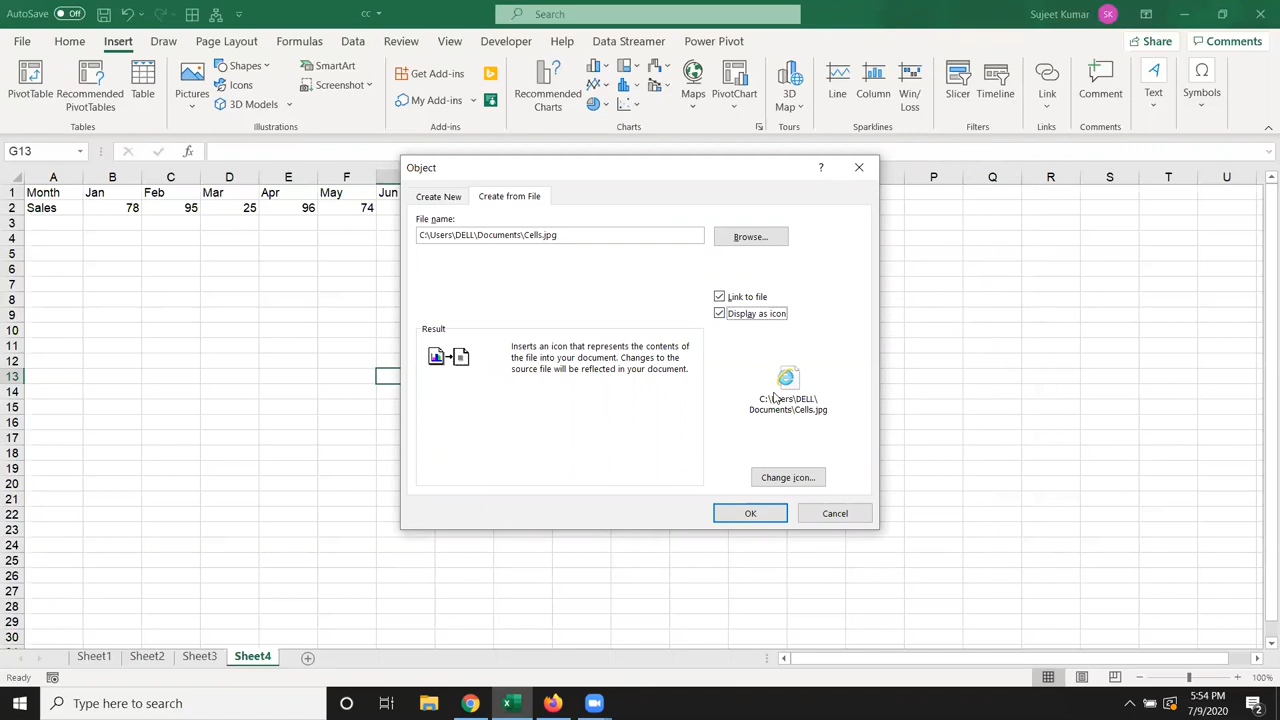 AutoSave Off cc Search Sujeet Kumar SK
File Home Insert Draw Page Layout Formulas Data Review View Developer Help Data Streamer Power Pivot Share Comments
PivotTable Recommended PivotTables Table Pictures Shapes Icons 3D Models SmartArt Screenshot Get Add-ins My Add-ins Recommended Charts Maps PivotChart 3D Map Line Column Win/Loss Slicer Timeline Link Comment Text Symbols
Tables Illustrations Add-ins Charts Tours Sparklines Filters Links Comments
G13 fx
A B C D E F P Q R S T U
1 Month Jan Feb Mar Apr May Jun
2 Sales 78 95 25 96 74
3
4
5
6
7
8
9
10
11
12
13
14
15
16
17
18
19
20
21
22
23
24
25
26
27
28
29
30
Object ?
Create New Create from File
File name:
C:\Users\DELL\Documents\Cells.jpg Browse...
Link to file
Display as icon
Result
Inserts an icon that represents the contents of
the file into your document. Changes to the
source file will be reflected in your document.
C:\Users\DELL\
Documents\Cells.jpg
Change icon...
OK Cancel
Sheet1 Sheet2 Sheet3 Sheet4
Ready 100%
Type here to search 5:54 PM
7/9/2020 2